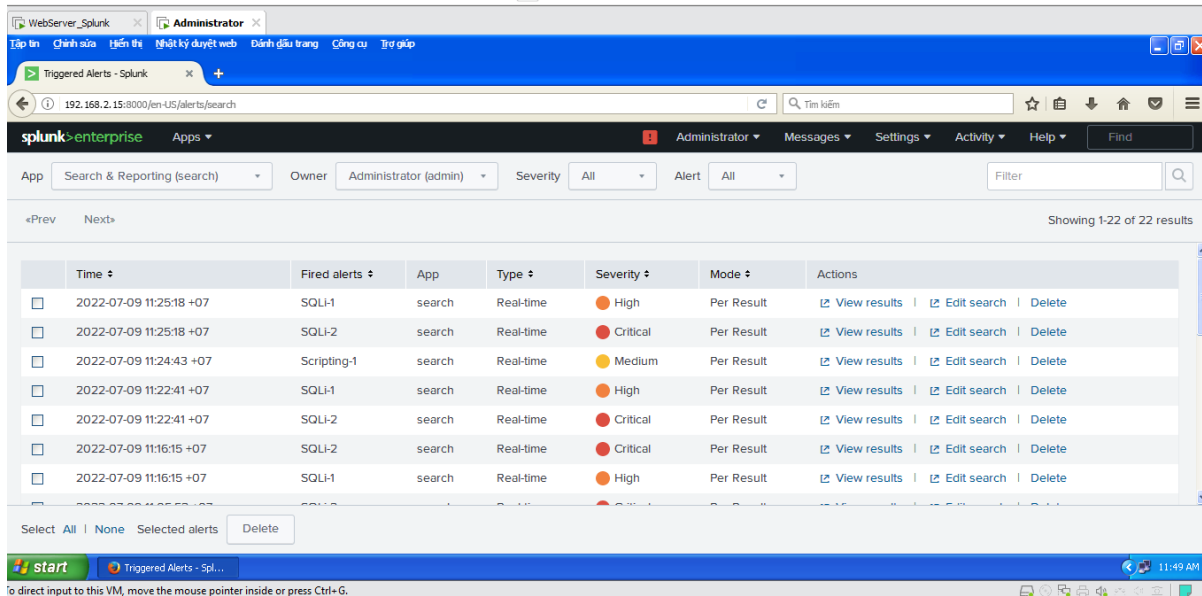 WebServer_Splunk Administrator
Tập tin Chỉnh sửa Hiển thị Nhật ký duyệt web Đánh dấu trang Công cụ Trợ giúp
Triggered Alerts - Splunk
192.168.2.15:8000/en-US/alerts/search Tìm kiếm
splunk>enterprise Apps Administrator Messages Settings Activity Help Find
App Search & Reporting (search) Owner Administrator (admin) Severity All Alert All Filter
«Prev Next» Showing 1-22 of 22 results
Time Fired alerts App Type Severity Mode Actions
2022-07-09 11:25:18 +07 SQLi-1 search Real-time High Per Result View results | Edit search | Delete
2022-07-09 11:25:18 +07 SQLi-2 search Real-time Critical Per Result View results | Edit search | Delete
2022-07-09 11:24:43 +07 Scripting-1 search Real-time Medium Per Result View results | Edit search | Delete
2022-07-09 11:22:41 +07 SQLi-1 search Real-time High Per Result View results | Edit search | Delete
2022-07-09 11:22:41 +07 SQLi-2 search Real-time Critical Per Result View results | Edit search | Delete
2022-07-09 11:16:15 +07 SQLi-2 search Real-time Critical Per Result View results | Edit search | Delete
2022-07-09 11:16:15 +07 SQLi-1 search Real-time High Per Result View results | Edit search | Delete
Select All | None Selected alerts Delete
start Triggered Alerts - Spl... 11:49 AM
To direct input to this VM, move the mouse pointer inside or press Ctrl+G.